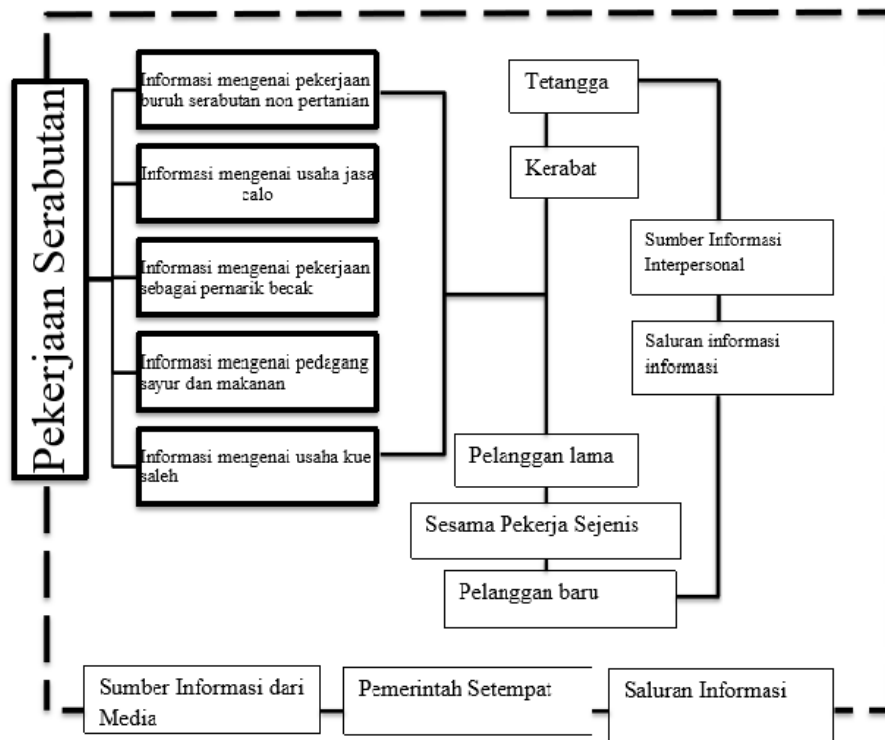 Pekerjaan Serabutan
Informasi mengenai pekerjaan
buruh serabutan non pertanian
Informasi mengenai usaha jasa
calo
Informasi mengenai pekerjaan
sebagai pernarik becak
Informasi mengenai pedagang
sayur dan makanan
Informasi mengenai usaha kue
saleh
Tetangga
Kerabat
Pelanggan lama
Sesama Pekerja Sejenis
Pelanggan baru
Sumber Informasi
Interpersonal
Saluran informasi
informasi
Sumber Informasi dari
Media
Pemerintah Setempat
Saluran Informasi